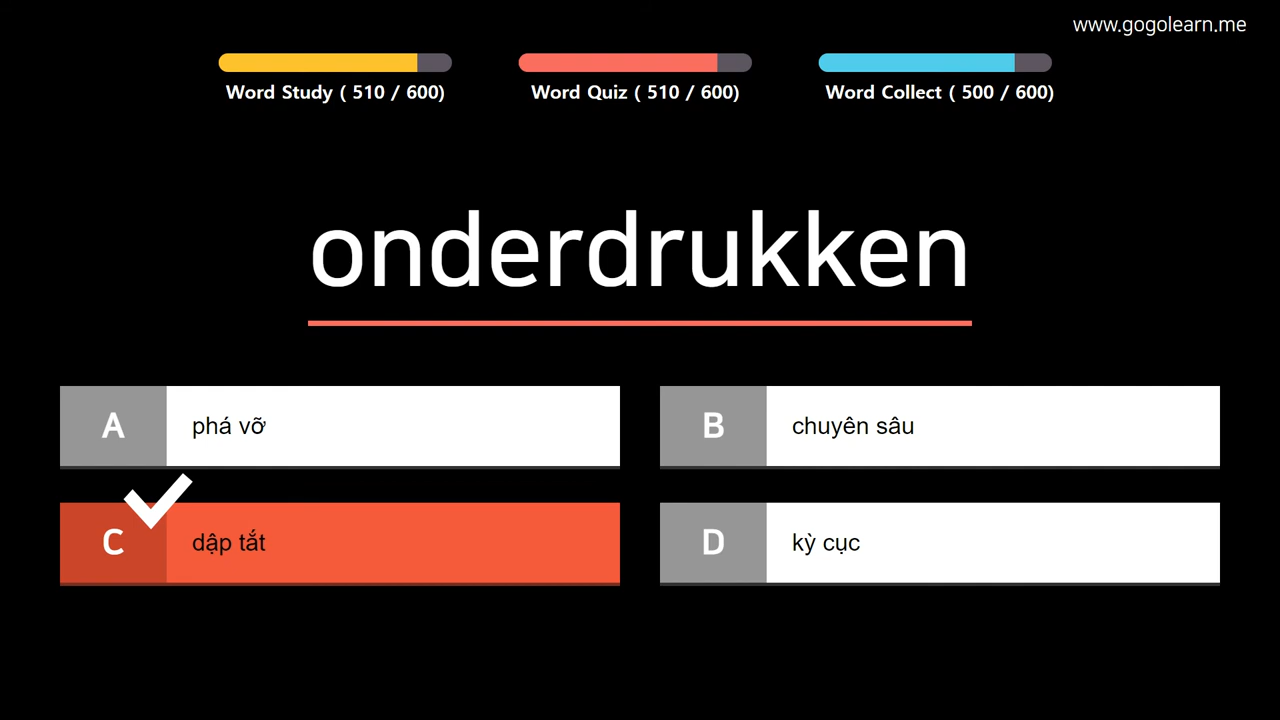 www.gogolearn.me
Word Study ( 510 / 600)
Word Quiz ( 510 / 600)
Word Collect ( 500 / 600)
onderdrukken
A
phá vỡ
B
chuyên sâu
C
dập tắt
D
kỳ cục